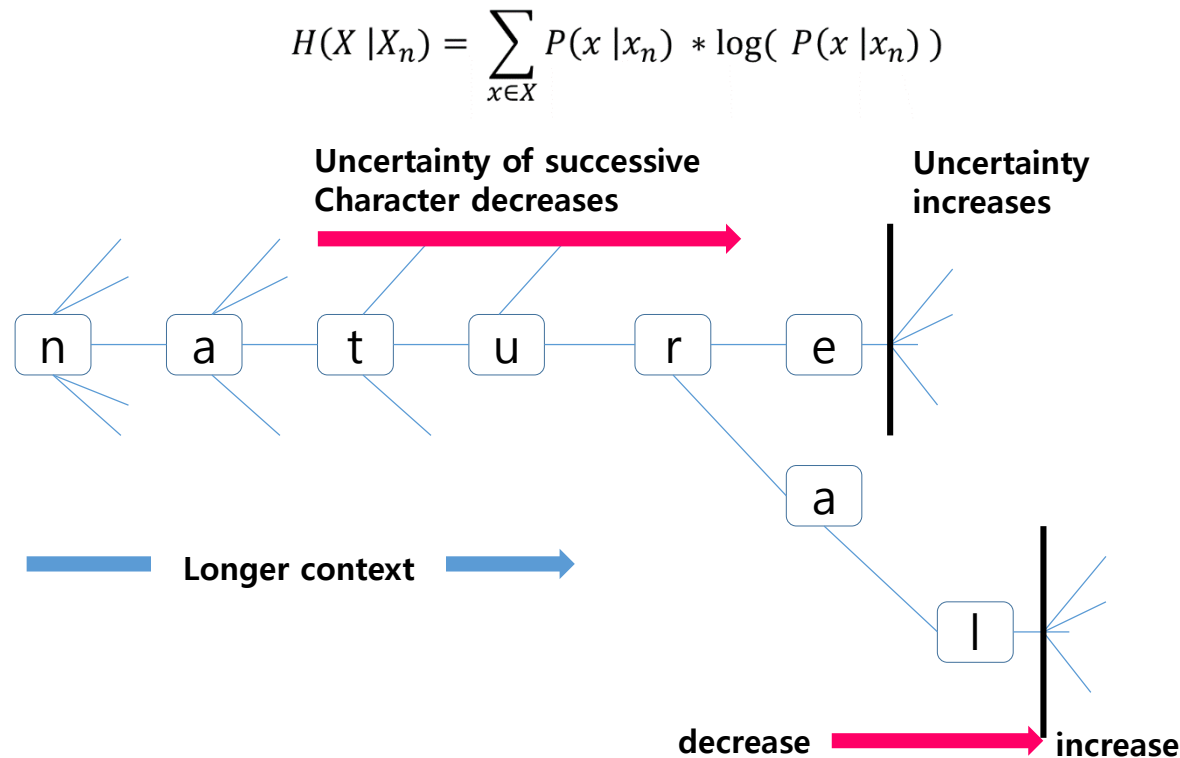 H(X |Xₙ) = ∑ P(x |xₙ) * log( P(x |xₙ) )
x∈X
Uncertainty of successive
Character decreases
Uncertainty
increases
n a t u r e
a
Longer context
l
decrease
increase